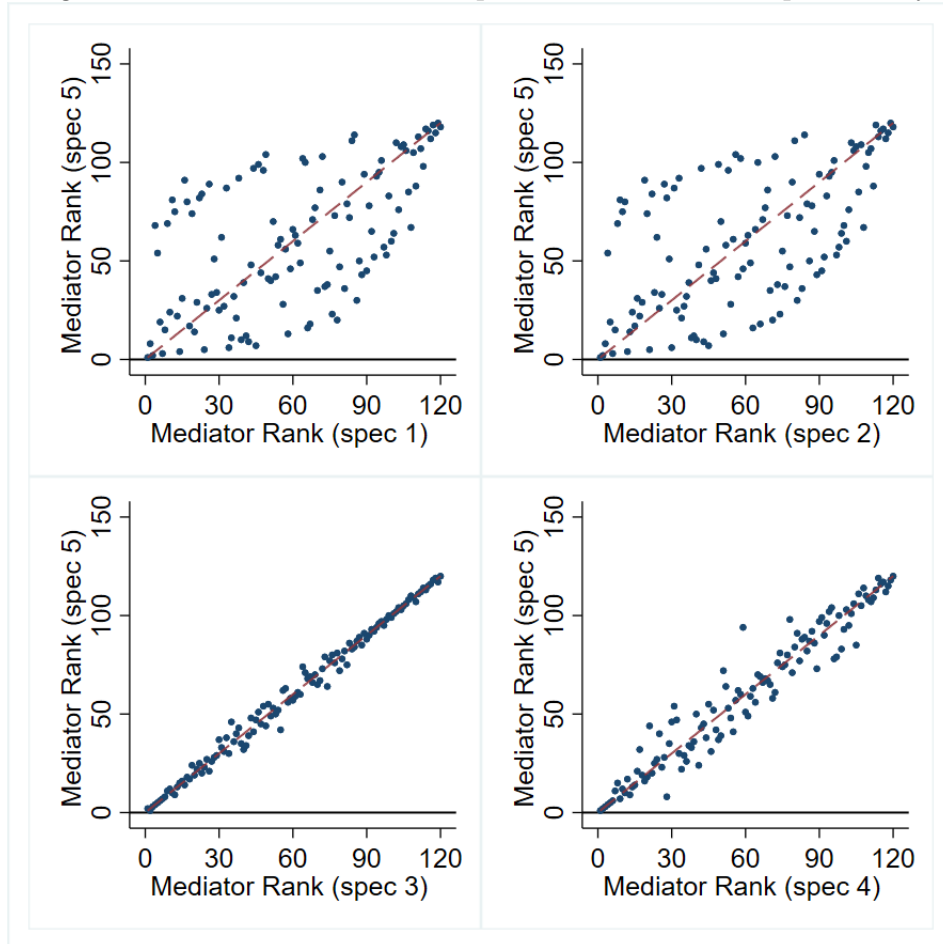 Mediator Rank (spec 5)
150
100
50
0
0 30 60 90 120
Mediator Rank (spec 1)
Mediator Rank (spec 5)
150
100
50
0
0 30 60 90 120
Mediator Rank (spec 2)
Mediator Rank (spec 5)
150
100
50
0
0 30 60 90 120
Mediator Rank (spec 3)
Mediator Rank (spec 5)
150
100
50
0
0 30 60 90 120
Mediator Rank (spec 4)